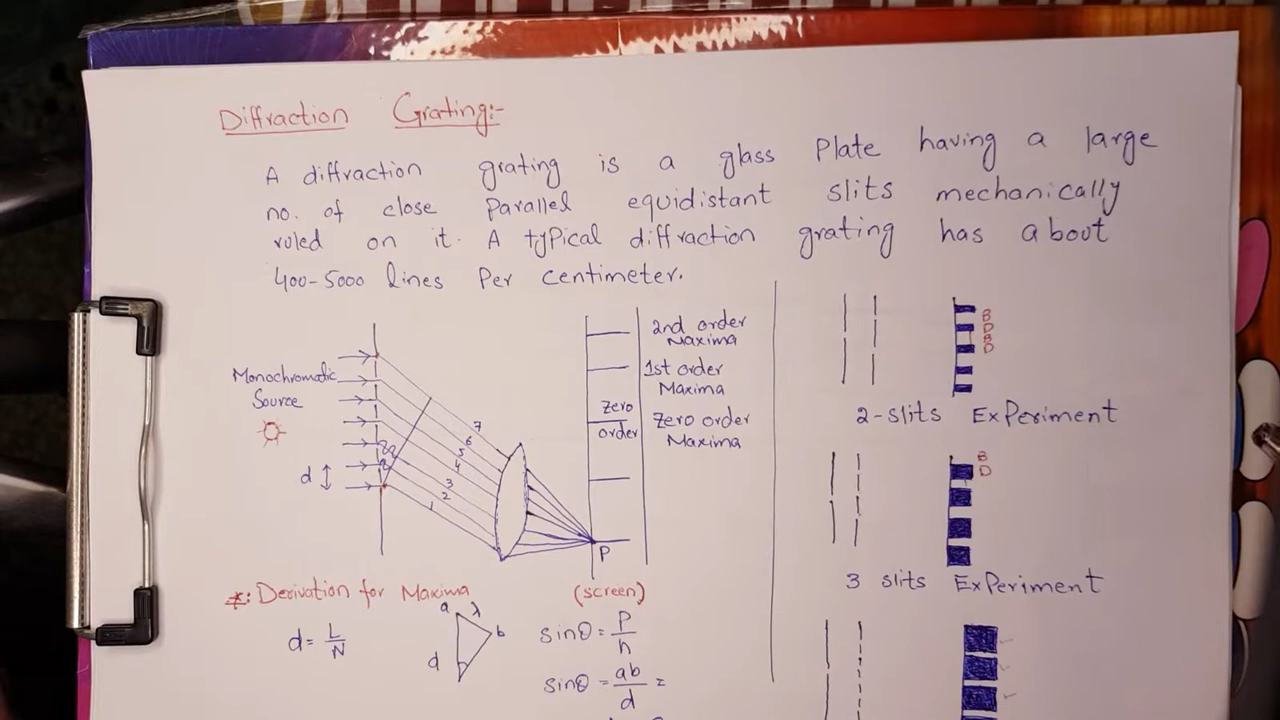 Diffraction Grating:-
A diffraction grating is a glass Plate having a large
no. of close Parallel equidistant slits mechanically
ruled on it. A tyPical diffraction grating has about
400-5000 lines Per centimeter.
Monochromatic
Source
d
1
2
3
4
5
6
7
P
2nd order
Maxima
1st order
Maxima
Zero
order
Zero order
Maxima
(screen)
B
D
B
D
2-slits ExPeriment
B
D
3 slits ExPeriment
*: Derivation for Maxima
d = L/N
a λ
b
d
sinθ = P/h
sinθ = ab/d =